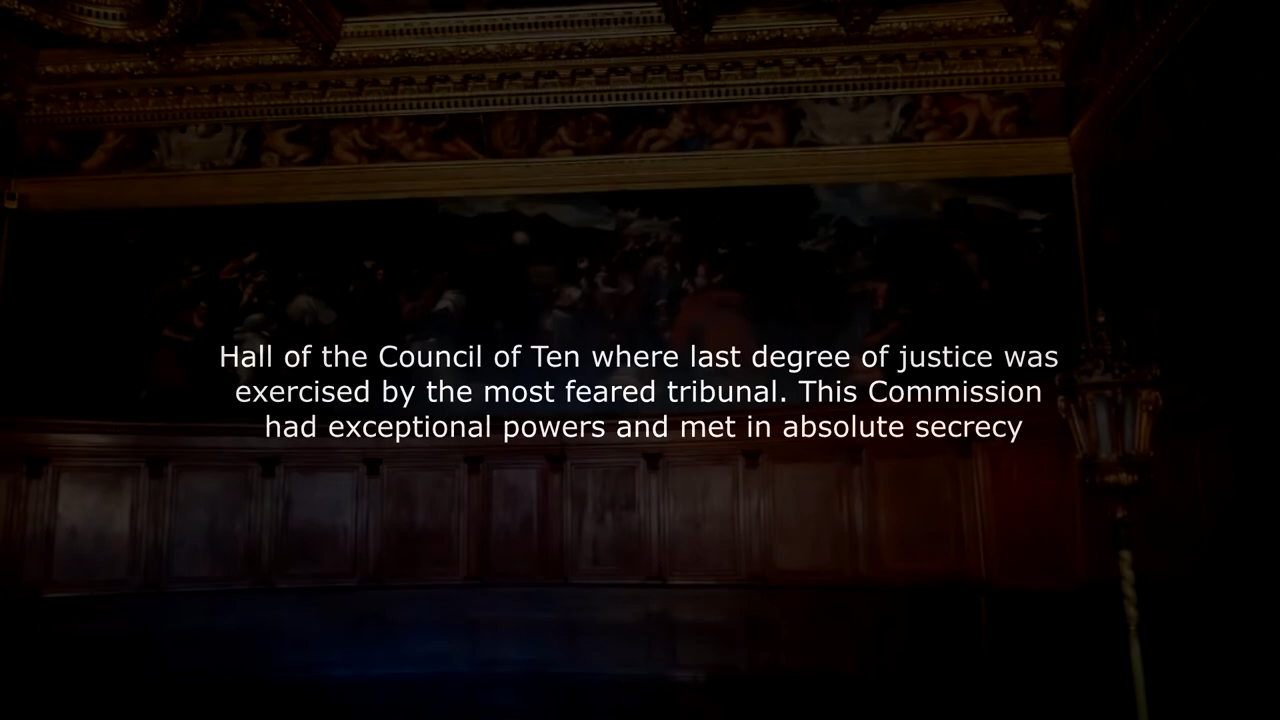 Hall of the Council of Ten where last degree of justice was
exercised by the most feared tribunal. This Commission
had exceptional powers and met in absolute secrecy